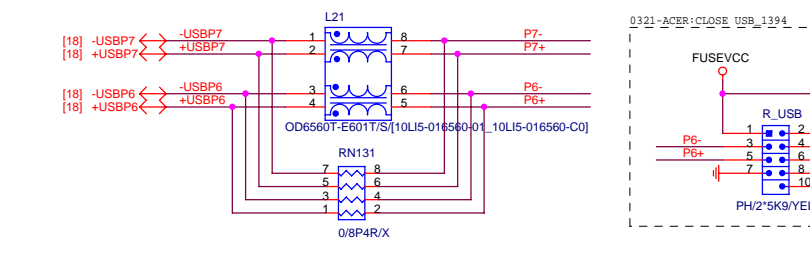 L21
[18] -USBP7 -USBP7 1 8 P7-
[18] +USBP7 +USBP7 2 7 P7+
[18] -USBP6 -USBP6 3 6 P6-
[18] +USBP6 +USBP6 4 5 P6+
OD6560T-E601T/S/[10LI5-016560-01_10LI5-016560-C0]
RN131
7 8
5 6
3 4
1 2
0/8P4R/X
0321-ACER:CLOSE USB_1394
FUSEVCC
R_USB
1 2
P6- 3 4
P6+ 5 6
7 8
10
PH/2*5K9/YEL